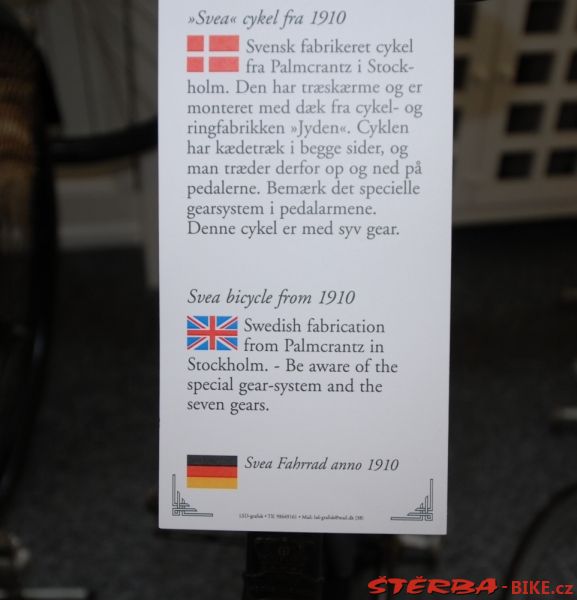 »Svea« cykel fra 1910
Svensk fabrikeret cykel
fra Palmcrantz i Stock-
holm. Den har træskærme og er
monteret med dæk fra cykel- og
ringfabrikken »Jyden«. Cyklen
har kædetræk i begge sider, og
man træder derfor op og ned på
pedalerne. Bemærk det specielle
gearsystem i pedalarmene.
Denne cykel er med syv gear.
Svea bicycle from 1910
Swedish fabrication
from Palmcrantz in
Stockholm. - Be aware of the
special gear-system and the
seven gears.
Svea Fahrrad anno 1910
ŠTĚRBA-BIKE.cz